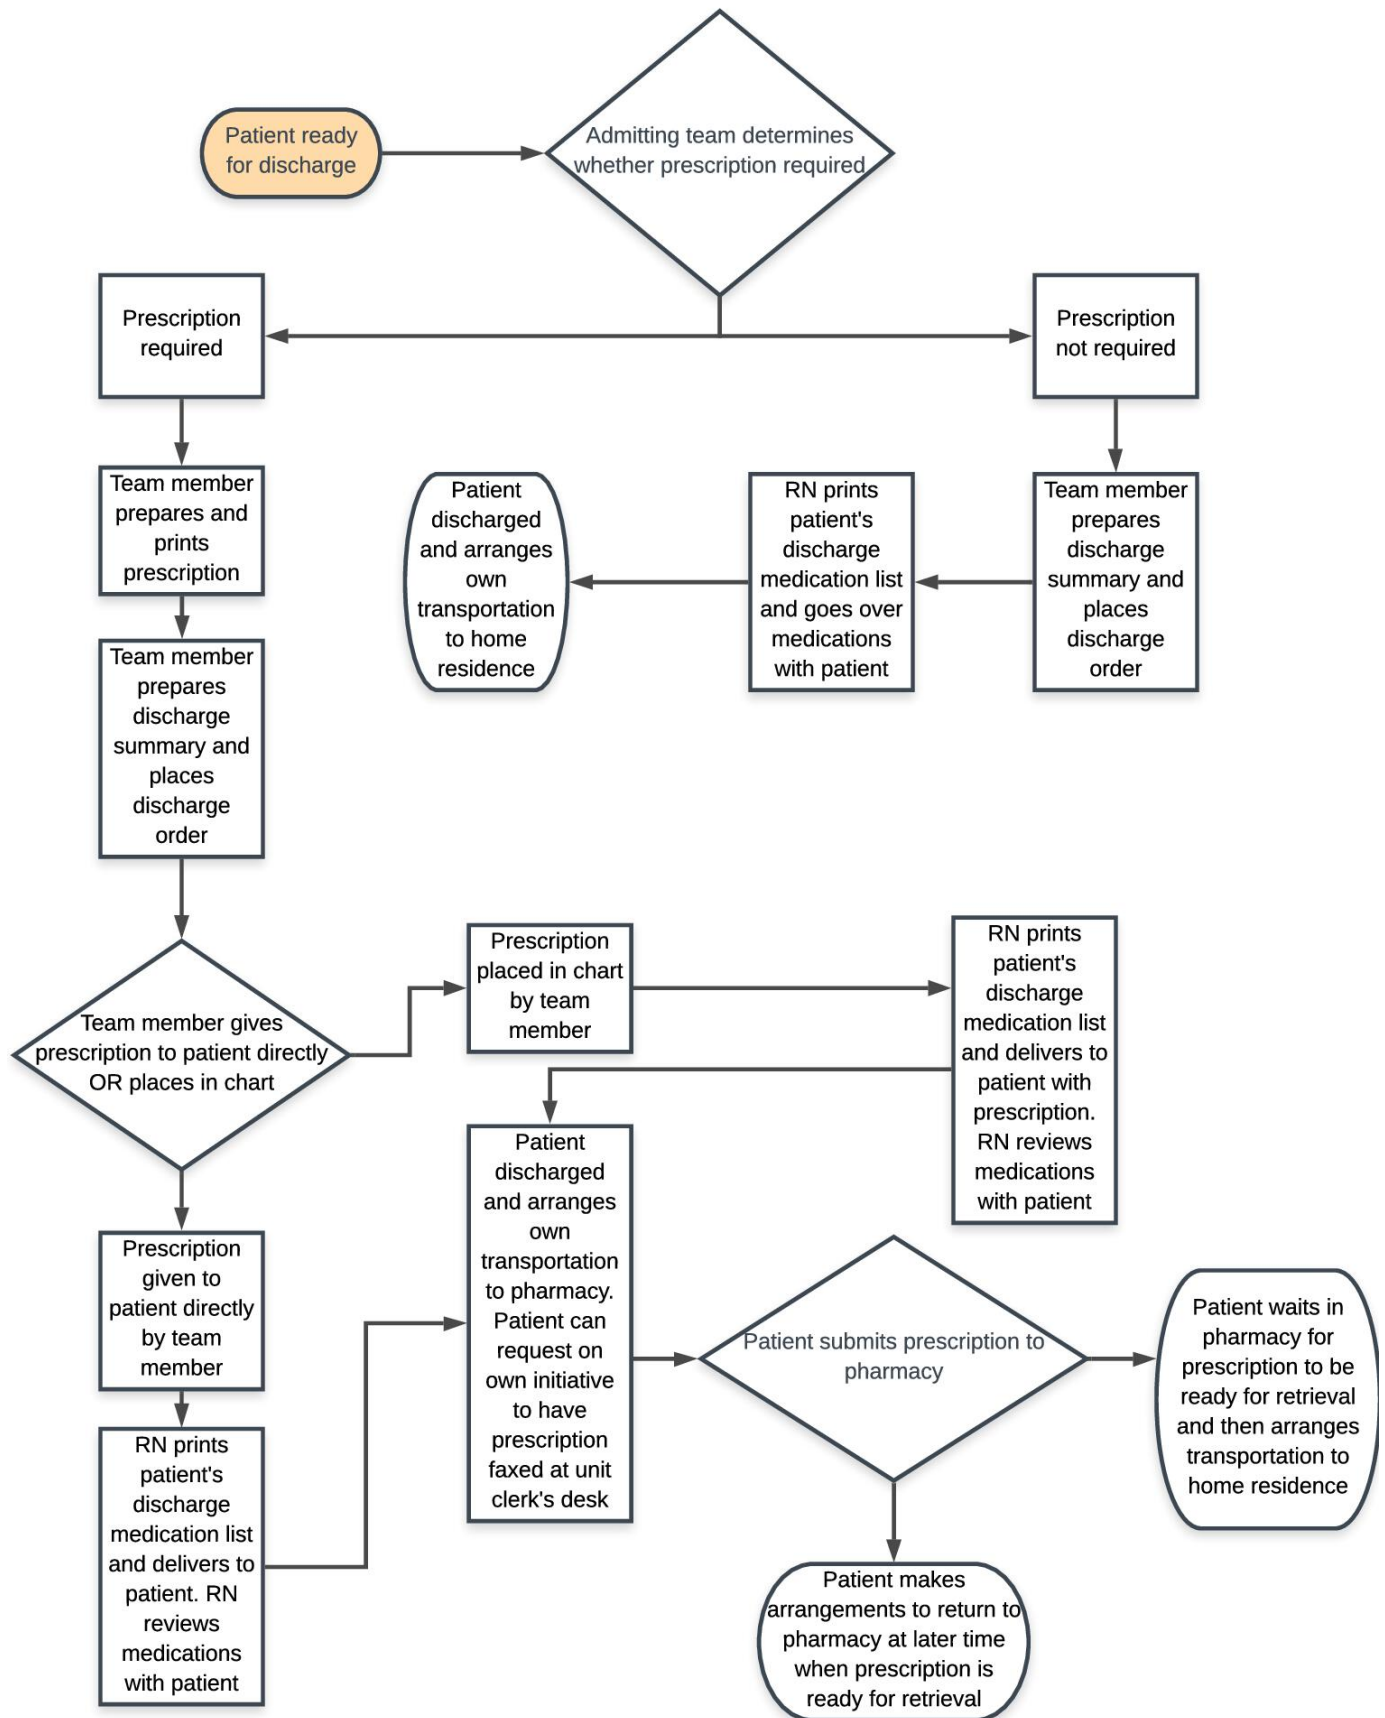 Patient ready
for discharge
Admitting team determines
whether prescription required
Prescription
required
Prescription
not required
Team member
prepares and
prints
prescription
Patient
discharged
and arranges
own
transportation
to home
residence
RN prints
patient's
discharge
medication list
and goes over
medications
with patient
Team member
prepares
discharge
summary and
places
discharge
order
Team member
prepares
discharge
summary and
places
discharge
order
Team member gives
prescription to patient directly
OR places in chart
Prescription
placed in chart
by team
member
RN prints
patient's
discharge
medication list
and delivers to
patient with
prescription.
RN reviews
medications
with patient
Prescription
given to
patient directly
by team
member
Patient
discharged
and arranges
own
transportation
to pharmacy.
Patient can
request on
own initiative
to have
prescription
faxed at unit
clerk's desk
Patient submits prescription to
pharmacy
Patient waits in
pharmacy for
prescription to be
ready for retrieval
and then arranges
transportation to
home residence
RN prints
patient's
discharge
medication list
and delivers to
patient. RN
reviews
medications
with patient
Patient makes
arrangements to return to
pharmacy at later time
when prescription is
ready for retrieval